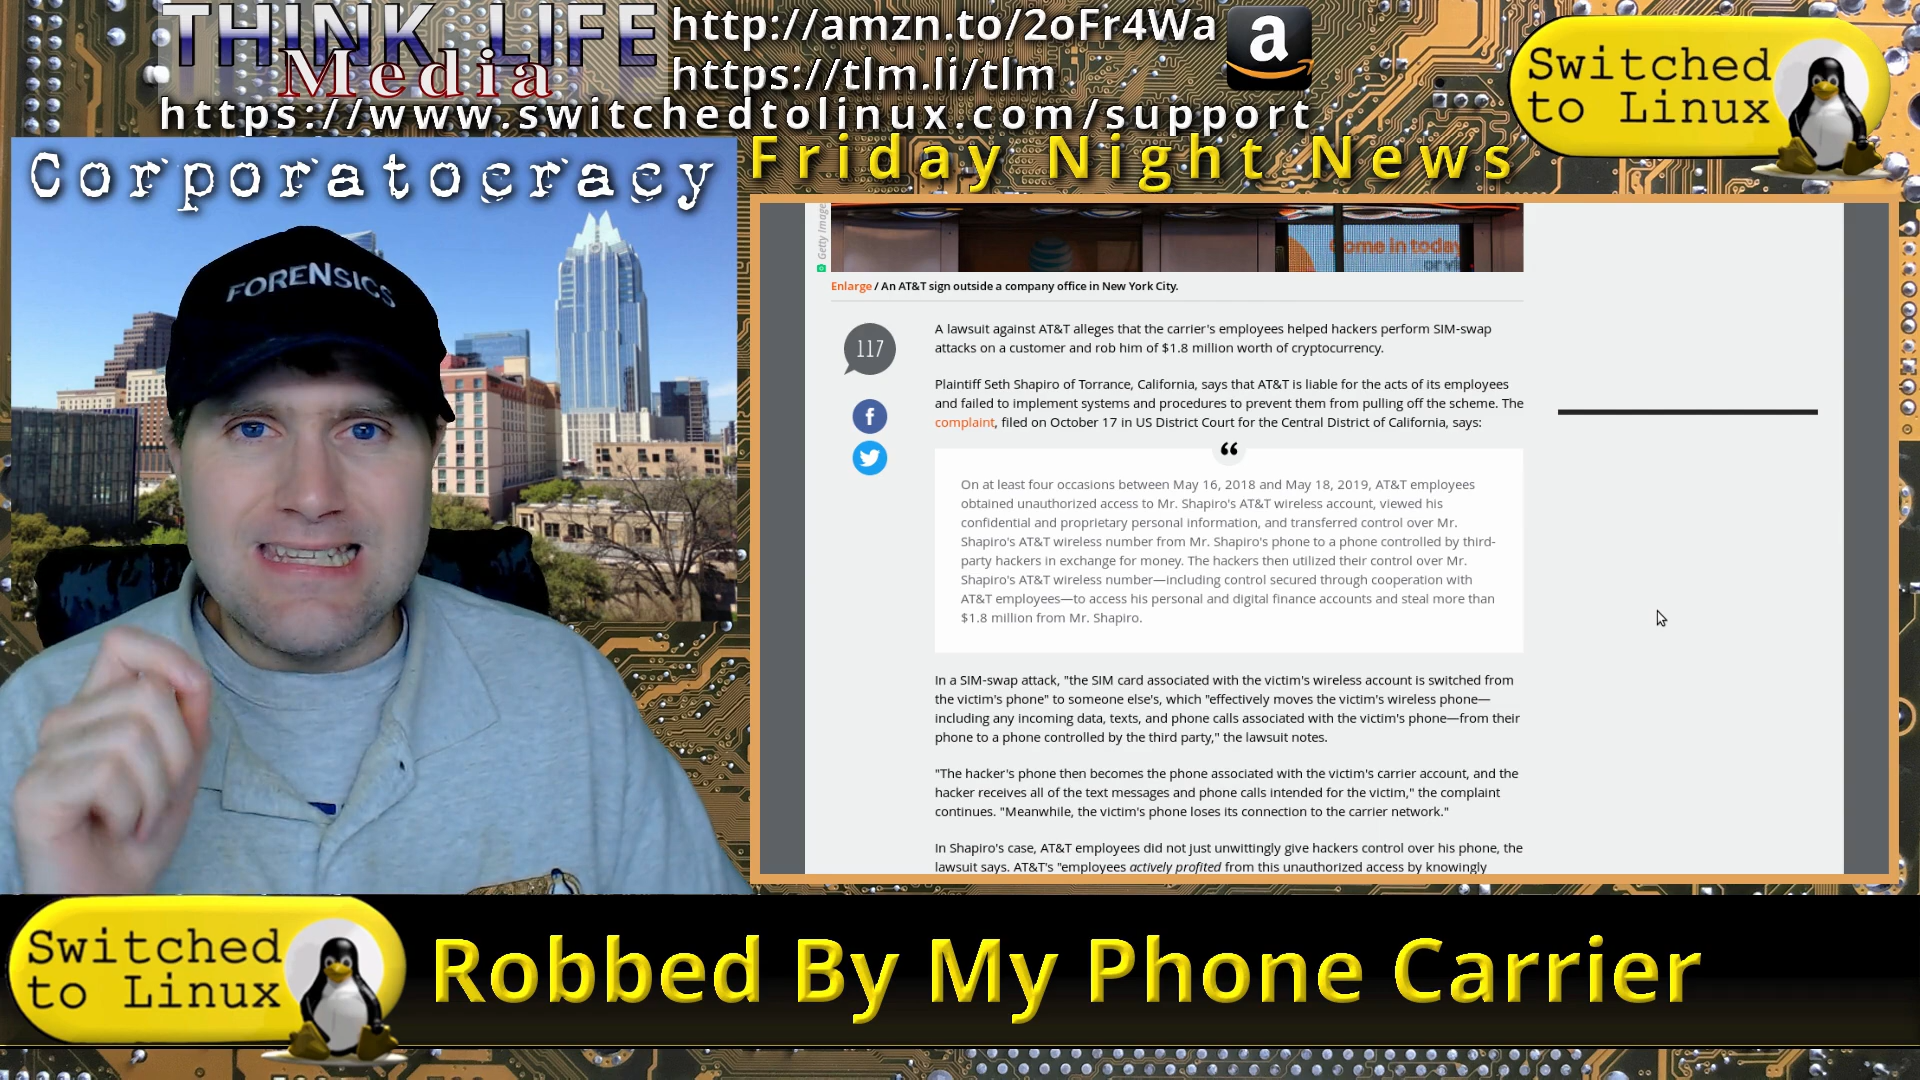 THINK LIFE
Media
http://amzn.to/2oFr4Wa
https://tlm.li/tlm
https://www.switchedtolinux.com/support
a
Switched
to Linux
Corporatocracy
Friday Night News
FORENSICS
Getty Image
Come in today
or vi
Enlarge / An AT&T sign outside a company office in New York City.
117
A lawsuit against AT&T alleges that the carrier's employees helped hackers perform SIM-swap
attacks on a customer and rob him of $1.8 million worth of cryptocurrency.
Plaintiff Seth Shapiro of Torrance, California, says that AT&T is liable for the acts of its employees
and failed to implement systems and procedures to prevent them from pulling off the scheme. The
complaint, filed on October 17 in US District Court for the Central District of California, says:
“
On at least four occasions between May 16, 2018 and May 18, 2019, AT&T employees
obtained unauthorized access to Mr. Shapiro's AT&T wireless account, viewed his
confidential and proprietary personal information, and transferred control over Mr.
Shapiro's AT&T wireless number from Mr. Shapiro's phone to a phone controlled by third-
party hackers in exchange for money. The hackers then utilized their control over Mr.
Shapiro's AT&T wireless number—including control secured through cooperation with
AT&T employees—to access his personal and digital finance accounts and steal more than
$1.8 million from Mr. Shapiro.
In a SIM-swap attack, "the SIM card associated with the victim's wireless account is switched from
the victim's phone" to someone else's, which "effectively moves the victim's wireless phone—
including any incoming data, texts, and phone calls associated with the victim's phone—from their
phone to a phone controlled by the third party," the lawsuit notes.
"The hacker's phone then becomes the phone associated with the victim's carrier account, and the
hacker receives all of the text messages and phone calls intended for the victim," the complaint
continues. "Meanwhile, the victim's phone loses its connection to the carrier network."
In Shapiro's case, AT&T employees did not just unwittingly give hackers control over his phone, the
lawsuit says. AT&T's "employees actively profited from this unauthorized access by knowingly
Switched
to Linux
Robbed By My Phone Carrier